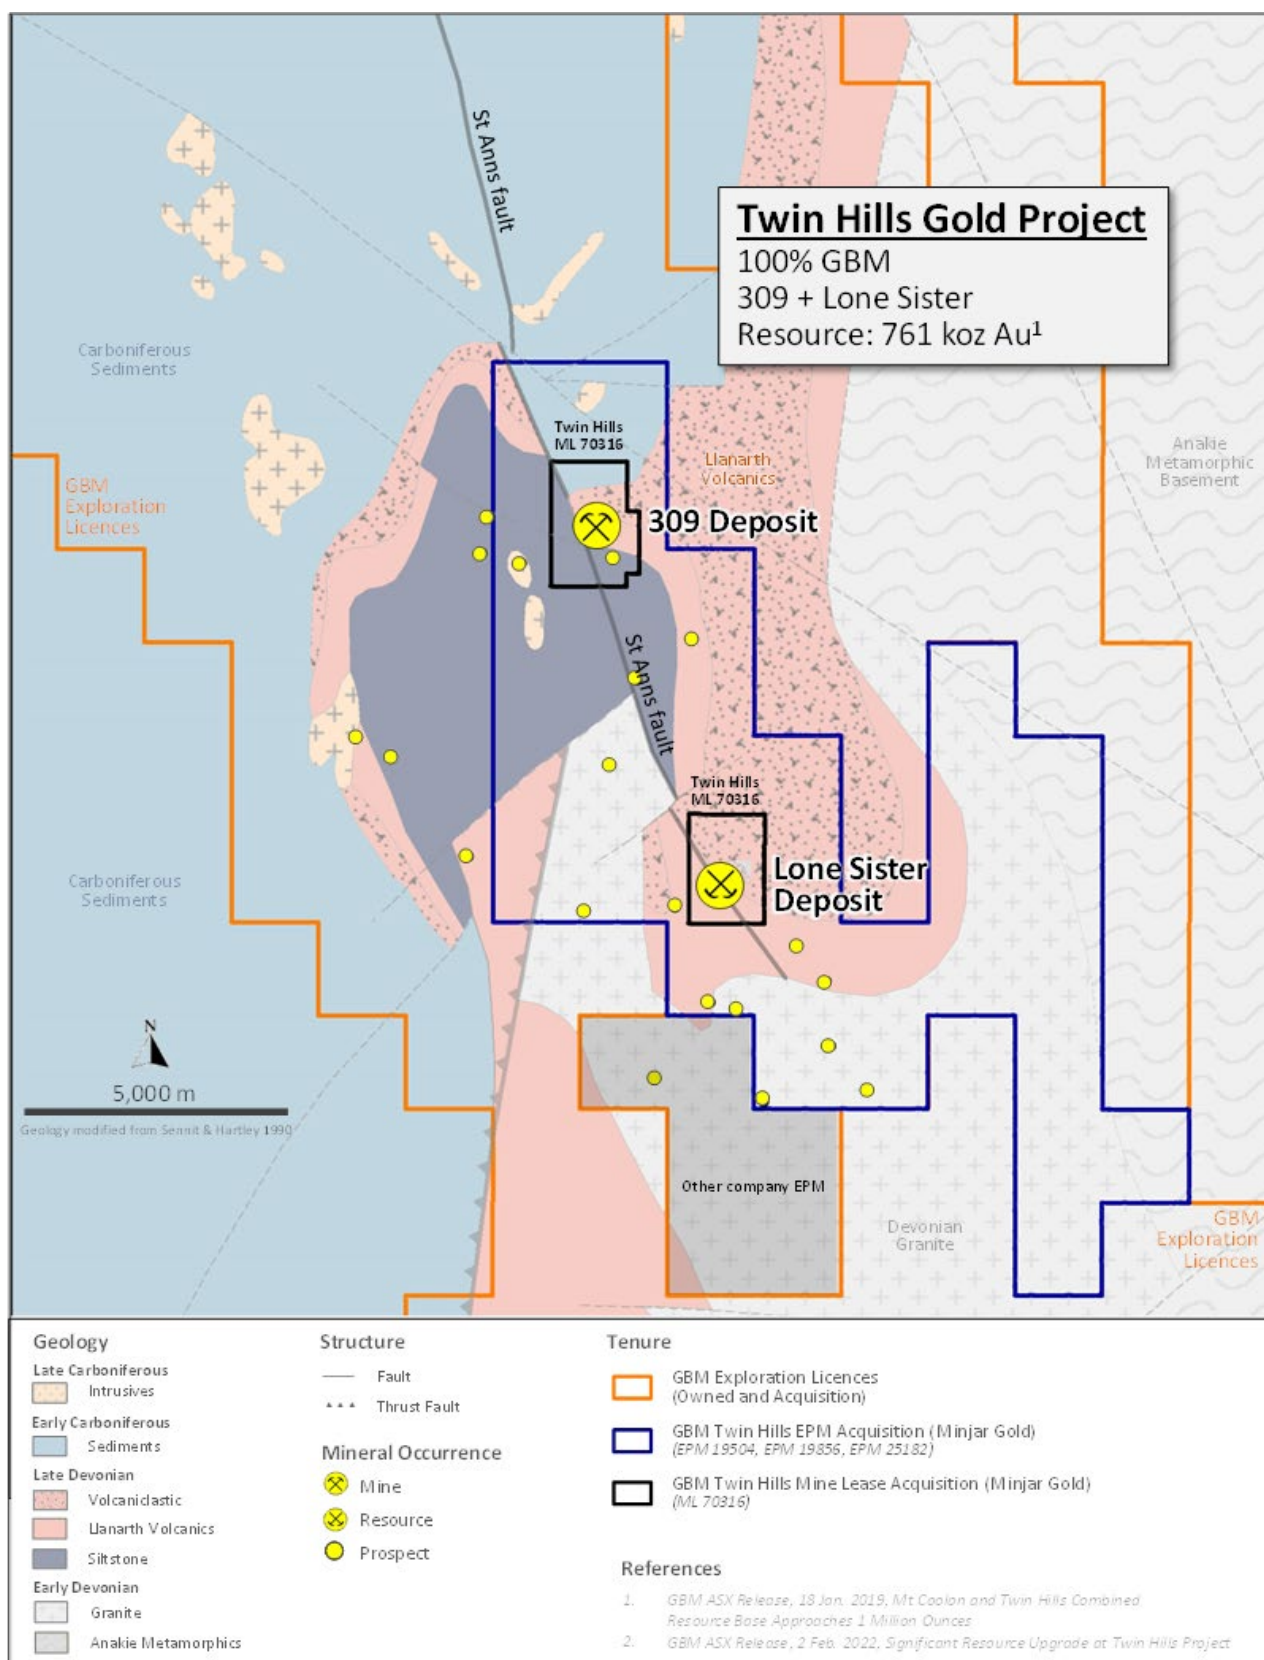 St Anns fault
Twin Hills Gold Project
100% GBM
309 + Lone Sister
Resource: 761 koz Au¹
Carboniferous
Sediments
Twin Hills
ML 70316
Llanarth
Volcanics
Anakie
Metamorphic
Basement
GBM
Exploration
Licences
309 Deposit
St Anns fault
Twin Hills
ML 70316
Lone Sister
Deposit
Carboniferous
Sediments
N
5,000 m
Geology modified from Sennit & Hartley 1990
Other company EPM
Devonian
Granite
GBM
Exploration
Licences
Geology
Late Carboniferous
Intrusives
Early Carboniferous
Sediments
Late Devonian
Volcaniclastic
Llanarth Volcanics
Siltstone
Early Devonian
Granite
Anakie Metamorphics
Structure
Fault
Thrust Fault
Mineral Occurrence
Mine
Resource
Prospect
Tenure
GBM Exploration Licences
(Owned and Acquisition)
GBM Twin Hills EPM Acquisition (Minjar Gold)
(EPM 19504, EPM 19856, EPM 25182)
GBM Twin Hills Mine Lease Acquisition (Minjar Gold)
(ML 70316)
References
1. GBM ASX Release, 18 Jan. 2019, Mt Coolon and Twin Hills Combined
Resource Base Approaches 1 Million Ounces
2. GBM ASX Release, 2 Feb. 2022, Significant Resource Upgrade at Twin Hills Project